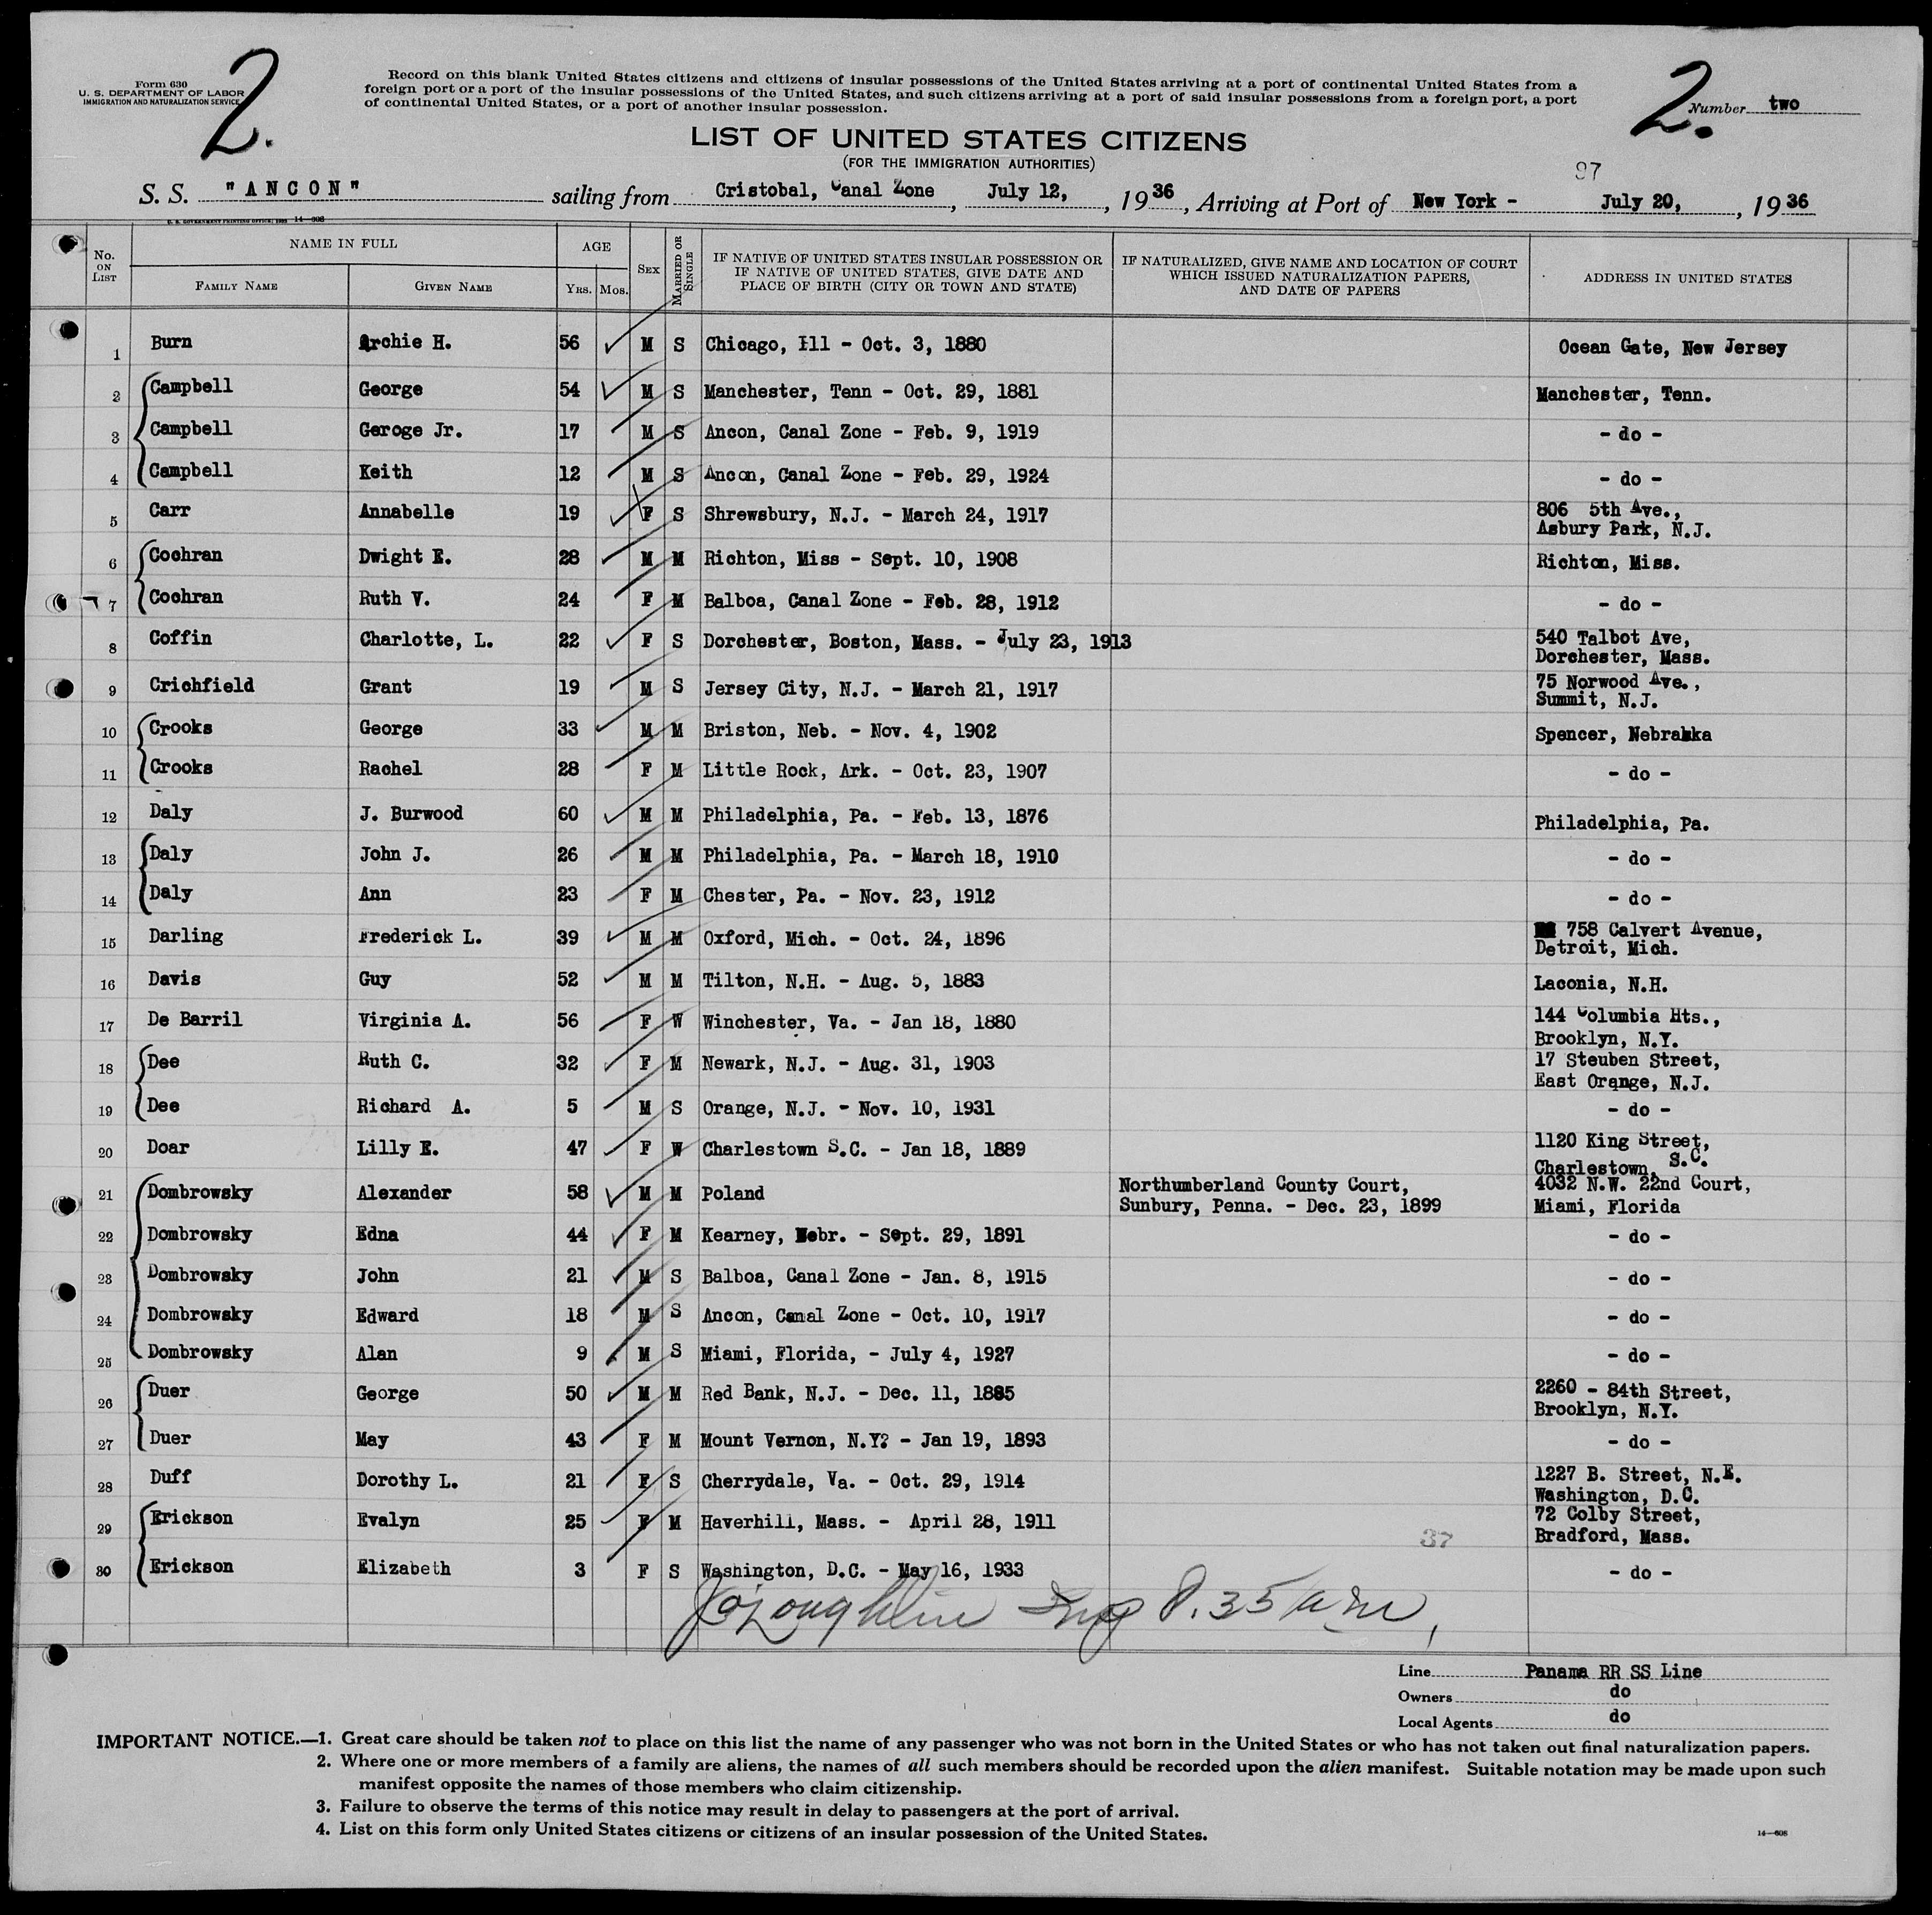 Form 630
U. S. DEPARTMENT OF LABOR
IMMIGRATION AND NATURALIZATION SERVICE
2.
Record on this blank United States citizens and citizens of insular possessions of the United States arriving at a port of continental United States from a
foreign port or a port of the insular possessions of the United States, and such citizens arriving at a port of said insular possessions from a foreign port, a port
of continental United States, or a port of another insular possession.
2.
Number two
LIST OF UNITED STATES CITIZENS
(FOR THE IMMIGRATION AUTHORITIES)
97
S. S. "ANCON" sailing from Cristobal, Canal Zone, July 12, 1936, Arriving at Port of New York - July 20, 1936
U. S. GOVERNMENT PRINTING OFFICE: 14—608
No. ON LIST NAME IN FULL AGE SEX MARRIED OR SINGLE IF NATIVE OF UNITED STATES INSULAR POSSESSION OR IF NATIVE OF UNITED STATES, GIVE DATE AND PLACE OF BIRTH (CITY OR TOWN AND STATE) IF NATURALIZED, GIVE NAME AND LOCATION OF COURT WHICH ISSUED NATURALIZATION PAPERS, AND DATE OF PAPERS ADDRESS IN UNITED STATES
FAMILY NAME GIVEN NAME YRS. MOS.
1 Burn Archie H. 56 M S Chicago, Ill - Oct. 3, 1880 Ocean Gate, New Jersey
2 Campbell George 54 M S Manchester, Tenn - Oct. 29, 1881 Manchester, Tenn.
3 Campbell Geroge Jr. 17 M S Ancon, Canal Zone - Feb. 9, 1919 - do -
4 Campbell Keith 12 M S Ancon, Canal Zone - Feb. 29, 1924 - do -
5 Carr Annabelle 19 F S Shrewsbury, N.J. - March 24, 1917 806 5th Ave.,
Asbury Park, N.J.
6 Cochran Dwight E. 28 M M Richton, Miss - Sept. 10, 1908 Richton, Miss.
7 Cochran Ruth V. 24 F M Balboa, Canal Zone - Feb. 28, 1912 - do -
8 Coffin Charlotte, L. 22 F S Dorchester, Boston, Mass. - July 23, 1913 540 Talbot Ave,
Dorchester, Mass.
9 Crichfield Grant 19 M S Jersey City, N.J. - March 21, 1917 75 Norwood Ave.,
Summit, N.J.
10 Crooks George 33 M M Briston, Neb. - Nov. 4, 1902 Spencer, Nebraska
11 Crooks Rachel 28 F M Little Rock, Ark. - Oct. 23, 1907 - do -
12 Daly J. Burwood 60 M M Philadelphia, Pa. - Feb. 13, 1876 Philadelphia, Pa.
13 Daly John J. 26 M M Philadelphia, Pa. - March 18, 1910 - do -
14 Daly Ann 23 F M Chester, Pa. - Nov. 23, 1912 - do -
15 Darling Frederick L. 39 M M Oxford, Mich. - Oct. 24, 1896 758 Calvert Avenue,
Detroit, Mich.
16 Davis Guy 52 M M Tilton, N.H. - Aug. 5, 1883 Laconia, N.H.
17 De Barril Virginia A. 56 F W Winchester, Va. - Jan 18, 1880 144 Columbia Hts.,
Brooklyn, N.Y.
18 Dee Ruth C. 32 F M Newark, N.J. - Aug. 31, 1903 17 Steuben Street,
East Orange, N.J.
19 Dee Richard A. 5 M S Orange, N.J. - Nov. 10, 1931 - do -
20 Doar Lilly E. 47 F W Charlestown S.C. - Jan 18, 1889 1120 King Street,
Charlestown, S.C.
21 Dombrowsky Alexander 58 M M Poland Northumberland County Court, 4032 N.W. 22nd Court,
Sunbury, Penna. - Dec. 23, 1899 Miami, Florida
22 Dombrowsky Edna 44 F M Kearney, Nebr. - Sept. 29, 1891 - do -
23 Dombrowsky John 21 M S Balboa, Canal Zone - Jan. 8, 1915 - do -
24 Dombrowsky Edward 18 M S Ancon, Canal Zone - Oct. 10, 1917 - do -
25 Dombrowsky Alan 9 M S Miami, Florida, - July 4, 1927 - do -
26 Duer George 50 M M Red Bank, N.J. - Dec. 11, 1885 2260 - 84th Street,
Brooklyn, N.Y.
27 Duer May 43 F M Mount Vernon, N.Y? - Jan 19, 1893 - do -
28 Duff Dorothy L. 21 F S Cherrydale, Va. - Oct. 29, 1914 1227 B. Street, N.E.
Washington, D.C.
29 Erickson Evalyn 25 F M Haverhill, Mass. - April 28, 1911 72 Colby Street,
Bradford, Mass.
37
30 Erickson Elizabeth 3 F S Washington, D.C. - May 16, 1933 - do -
J O'Loughlin Insp 8.35 am,
Line Panama RR SS Line
Owners do
Local Agents do
IMPORTANT NOTICE.—1. Great care should be taken not to place on this list the name of any passenger who was not born in the United States or who has not taken out final naturalization papers.
2. Where one or more members of a family are aliens, the names of all such members should be recorded upon the alien manifest. Suitable notation may be made upon such
manifest opposite the names of those members who claim citizenship.
3. Failure to observe the terms of this notice may result in delay to passengers at the port of arrival.
4. List on this form only United States citizens or citizens of an insular possession of the United States.
14—608